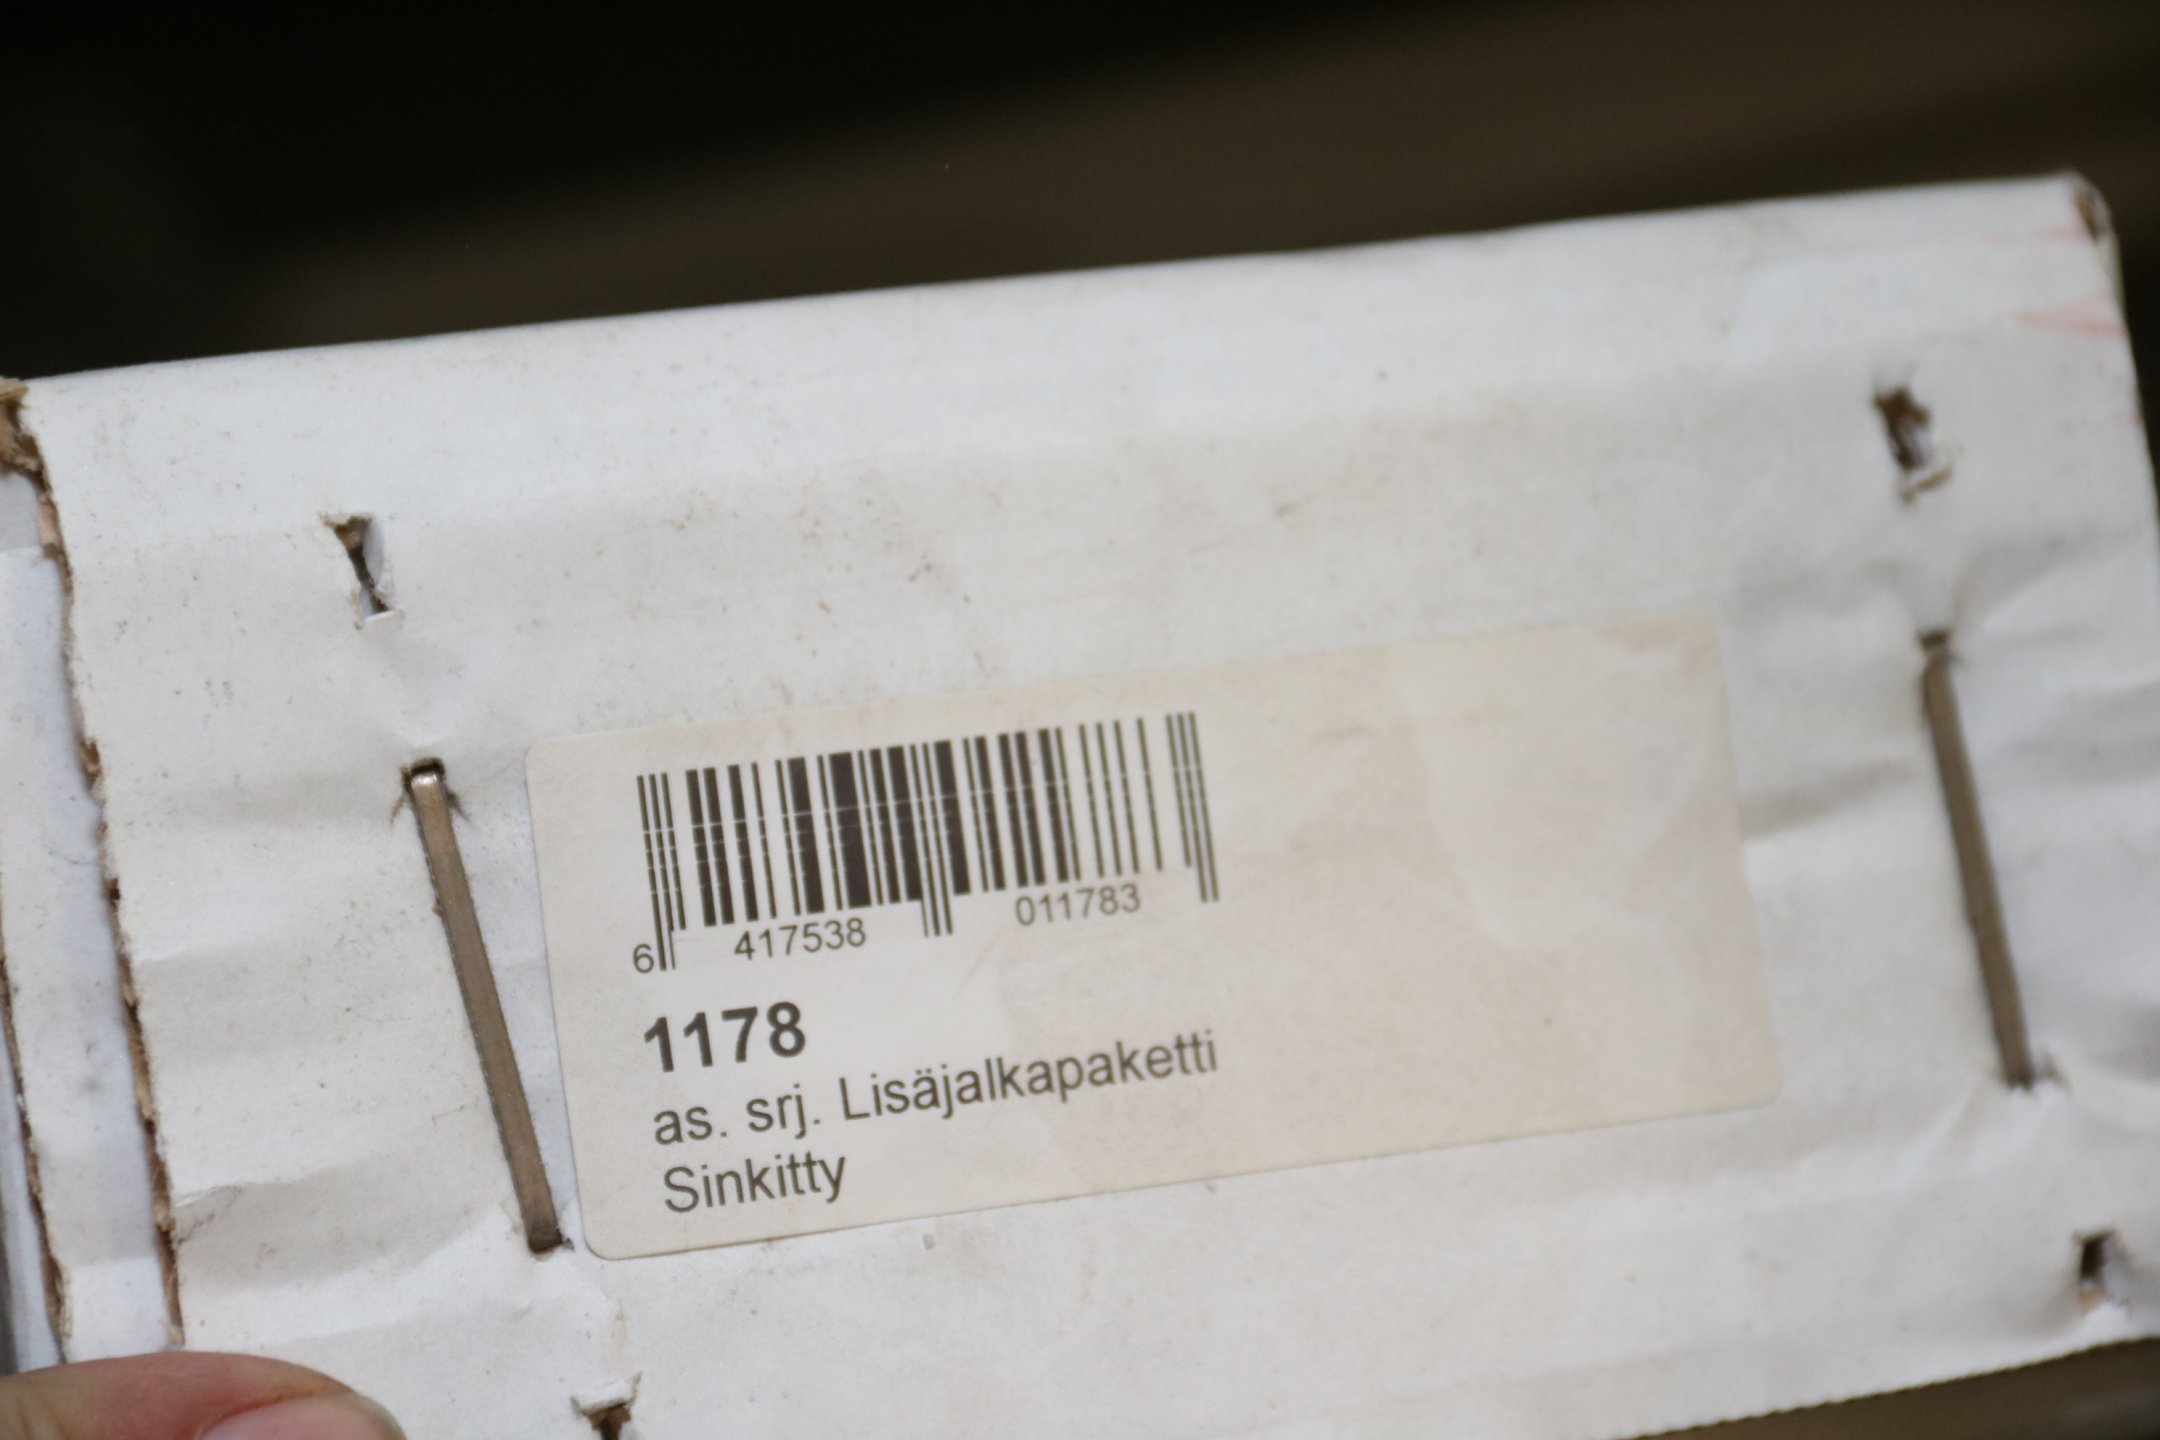 6 417538 011783
1178
as. srj. Lisäjalkapaketti
Sinkitty